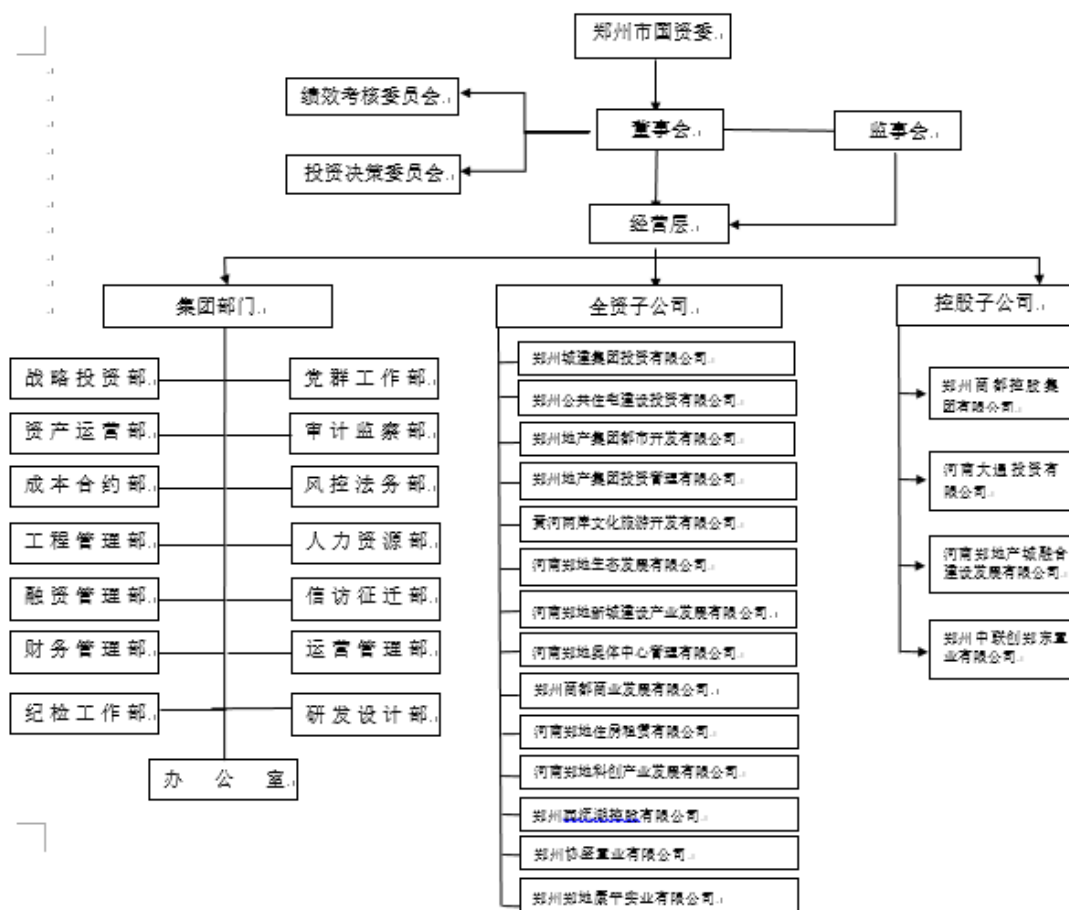 郑州市国资委
绩效考核委员会
董事会
监事会
投资决策委员会
经营层
集团部门
全资子公司
控股子公司
战略投资部
党群工作部
资产运营部
审计监察部
成本合约部
风控法务部
工程管理部
人力资源部
融资管理部
信访征迁部
财务管理部
运营管理部
纪检工作部
研发设计部
办公室
郑州城建集团投资有限公司
郑州公共住宅建设投资有限公司
郑州地产集团都市开发有限公司
郑州地产集团投资管理有限公司
黄河两岸文化旅游开发有限公司
河南郑地生态发展有限公司
河南郑地新城建设产业发展有限公司
河南郑地奥体中心管理有限公司
郑州商都商业发展有限公司
河南郑地住房租赁有限公司
河南郑地科创产业发展有限公司
郑州西流湖控股有限公司
郑州协垦置业有限公司
郑州郑地康平实业有限公司
郑州商都控股集
团有限公司
河南大通投资有
限公司
河南郑地产城融合
建设发展有限公司
郑州中联创郑东置
业有限公司